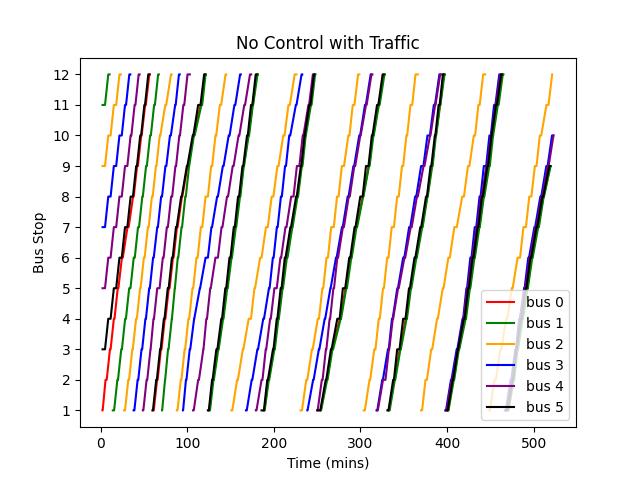 No Control with Traffic
12
11
10
9
8
7
6
5
4
3
2
1
Bus Stop
bus 0
bus 1
bus 2
bus 3
bus 4
bus 5
0 100 200 300 400 500
Time (mins)